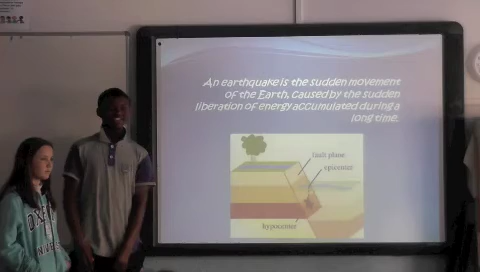 An earthquake is the sudden movement
of the Earth, caused by the sudden
liberation of energy accumulated during a
long time.
fault plane
epicenter
hypocenter
OXFORD